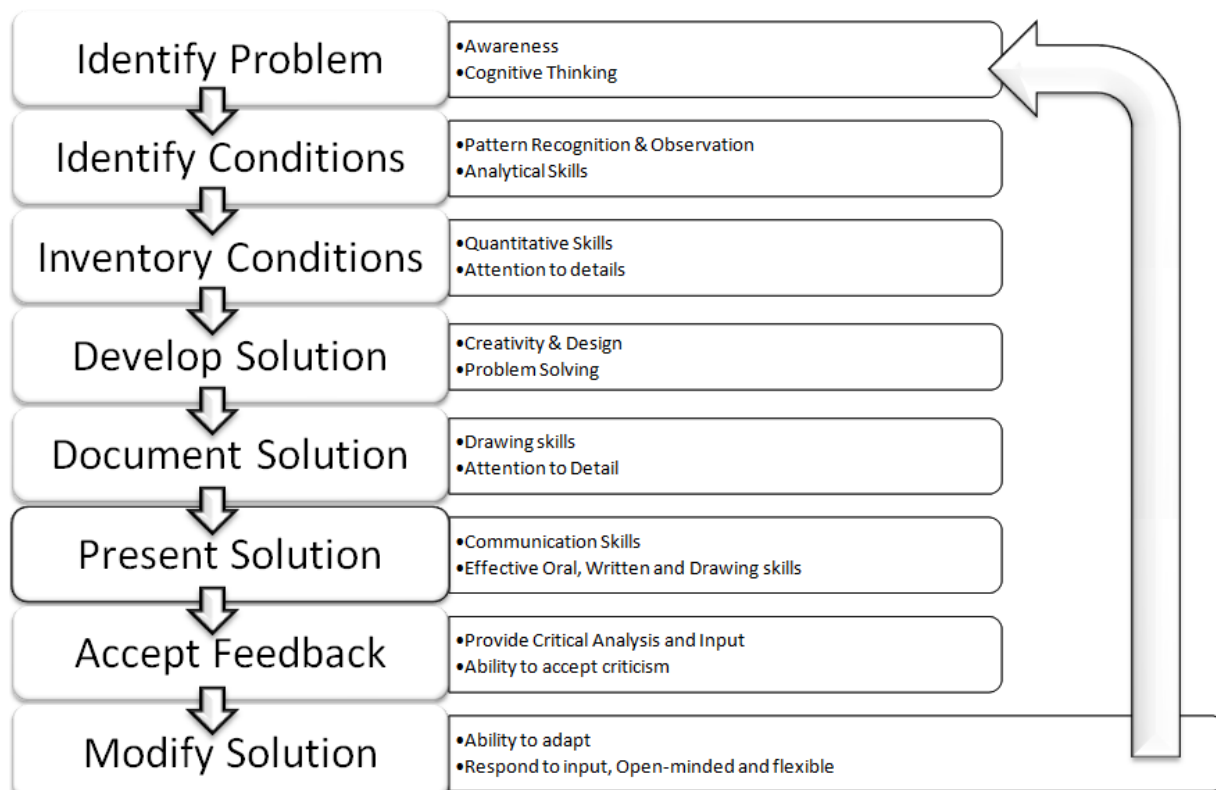 Identify Problem
•Awareness
•Cognitive Thinking
Identify Conditions
•Pattern Recognition & Observation
•Analytical Skills
Inventory Conditions
•Quantitative Skills
•Attention to details
Develop Solution
•Creativity & Design
•Problem Solving
Document Solution
•Drawing skills
•Attention to Detail
Present Solution
•Communication Skills
•Effective Oral, Written and Drawing skills
Accept Feedback
•Provide Critical Analysis and Input
•Ability to accept criticism
Modify Solution
•Ability to adapt
•Respond to input, Open-minded and flexible